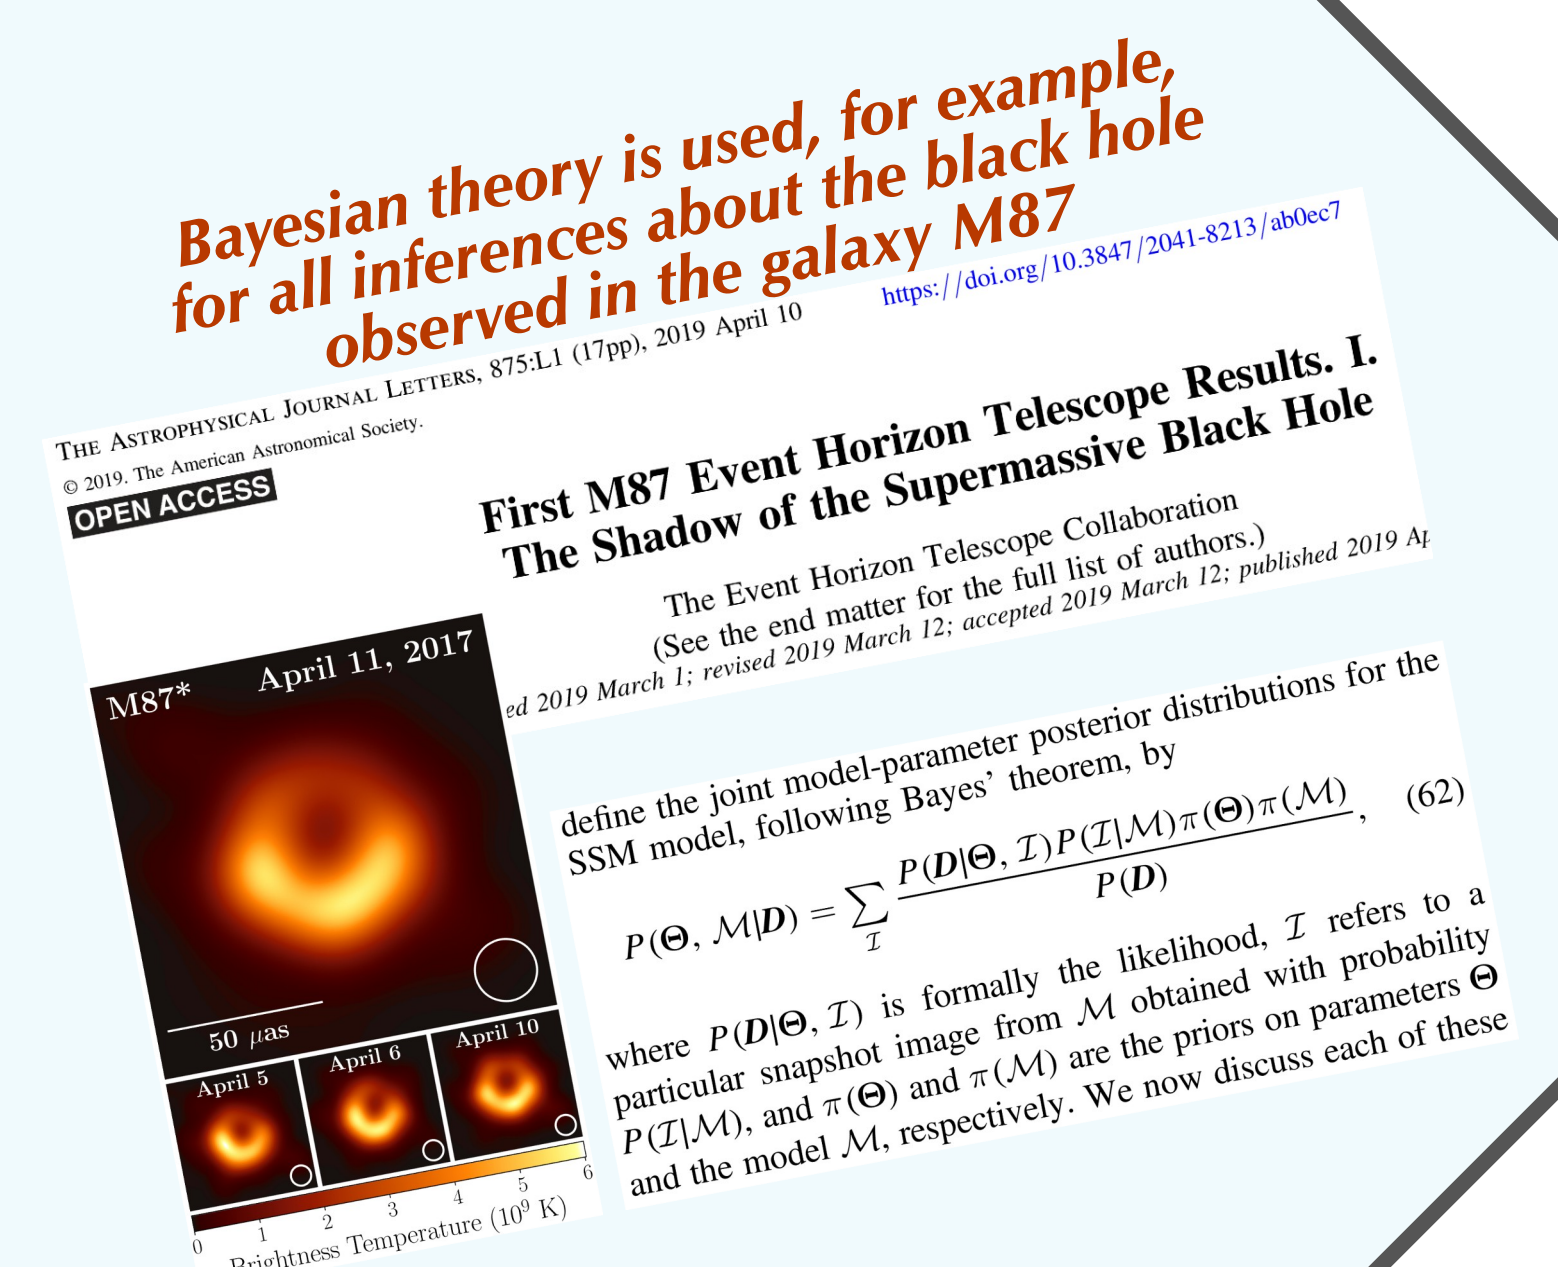 Bayesian theory is used, for example,
for all inferences about the black hole
observed in the galaxy M87
THE ASTROPHYSICAL JOURNAL LETTERS, 875:L1 (17pp), 2019 April 10
https://doi.org/10.3847/2041-8213/ab0ec7
© 2019. The American Astronomical Society.
OPEN ACCESS
First M87 Event Horizon Telescope Results. I.
The Shadow of the Supermassive Black Hole
The Event Horizon Telescope Collaboration
(See the end matter for the full list of authors.)
ed 2019 March 1; revised 2019 March 12; accepted 2019 March 12; published 2019 Ap
M87* April 11, 2017
50 μas
April 5 April 6 April 10
0 1 2 3 4 5 6
Brightness Temperature (10⁹ K)
define the joint model-parameter posterior distributions for the
SSM model, following Bayes’ theorem, by
P(Θ, ℳ|D) = ∑_ℐ P(D|Θ, ℐ)P(ℐ|ℳ)π(Θ)π(ℳ) / P(D), (62)
where P(D|Θ, ℐ) is formally the likelihood, ℐ refers to a
particular snapshot image from ℳ obtained with probability
P(ℐ|ℳ), and π(Θ) and π(ℳ) are the priors on parameters Θ
and the model ℳ, respectively. We now discuss each of these